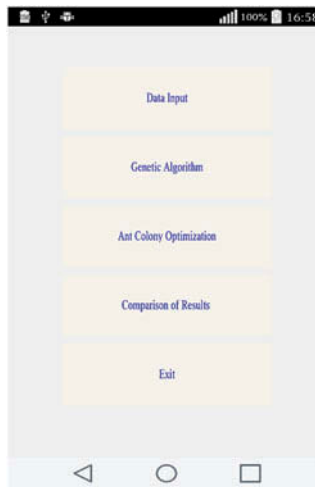 100% 16:58
Data Input
Genetic Algorithm
Ant Colony Optimization
Comparison of Results
Exit